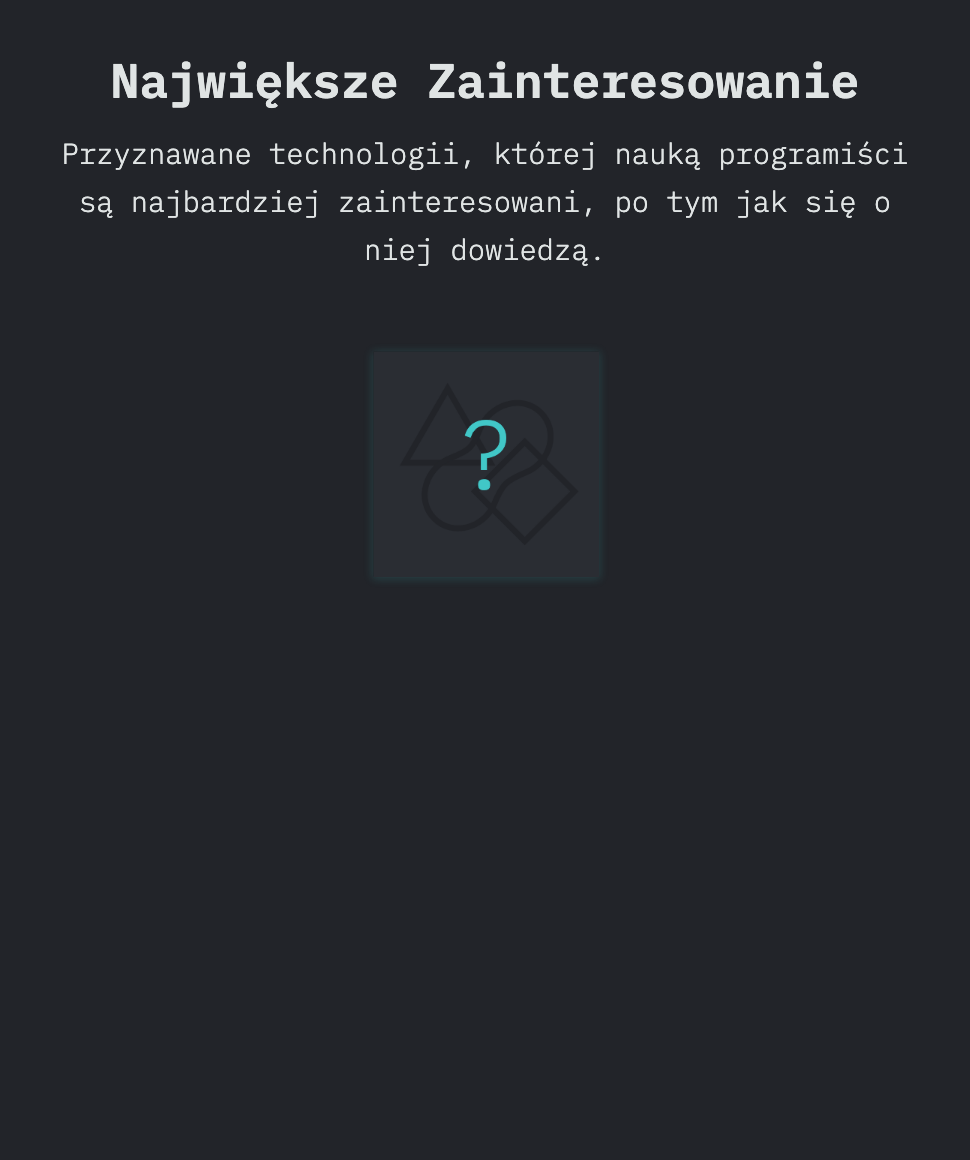 Największe Zainteresowanie
Przyznawane technologii, której nauką programiści
są najbardziej zainteresowani, po tym jak się o
niej dowiedzą.
?